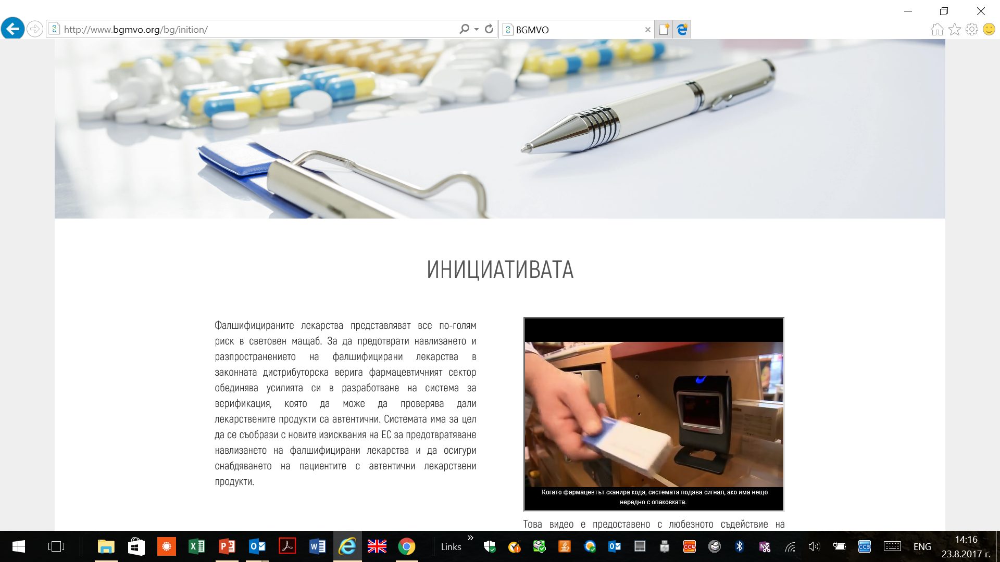 http://www.bgmvo.org/bg/inition/
BGMVO
ИНИЦИАТИВАТА
Фалшифицираните лекарства представляват все по-голям
риск в световен мащаб. За да предотврати навлизането и
разпространението на фалшифицирани лекарства в
законната дистрибуторска верига фармацевтичният сектор
обединява усилията си в разработване на система за
верификация, която да може да проверява дали
лекарствените продукти са автентични. Системата има за цел
да се съобрази с новите изисквания на ЕС за предотвратяване
навлизането на фалшифицирани лекарства и да осигури
снабдяването на пациентите с автентични лекарствени
продукти.
Когато фармацевтът сканира кода, системата подава сигнал, ако има нещо
нередно с опаковката.
Това видео е предоставено с любезното съдействие на
Links
ENG
14:16
23.8.2017 г.